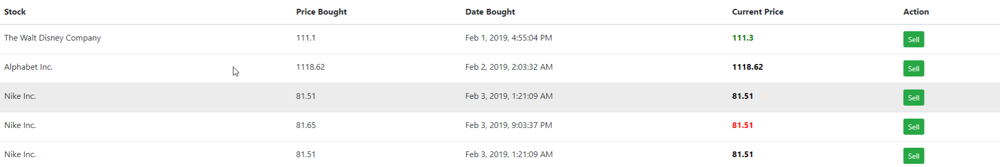 Stock Price Bought Date Bought Current Price Action
The Walt Disney Company 111.1 Feb 1, 2019, 4:55:04 PM 111.3 Sell
Alphabet Inc. 1118.62 Feb 2, 2019, 2:03:32 AM 1118.62 Sell
Nike Inc. 81.51 Feb 3, 2019, 1:21:09 AM 81.51 Sell
Nike Inc. 81.65 Feb 3, 2019, 9:03:37 PM 81.51 Sell
Nike Inc. 81.51 Feb 3, 2019, 1:21:09 AM 81.51 Sell